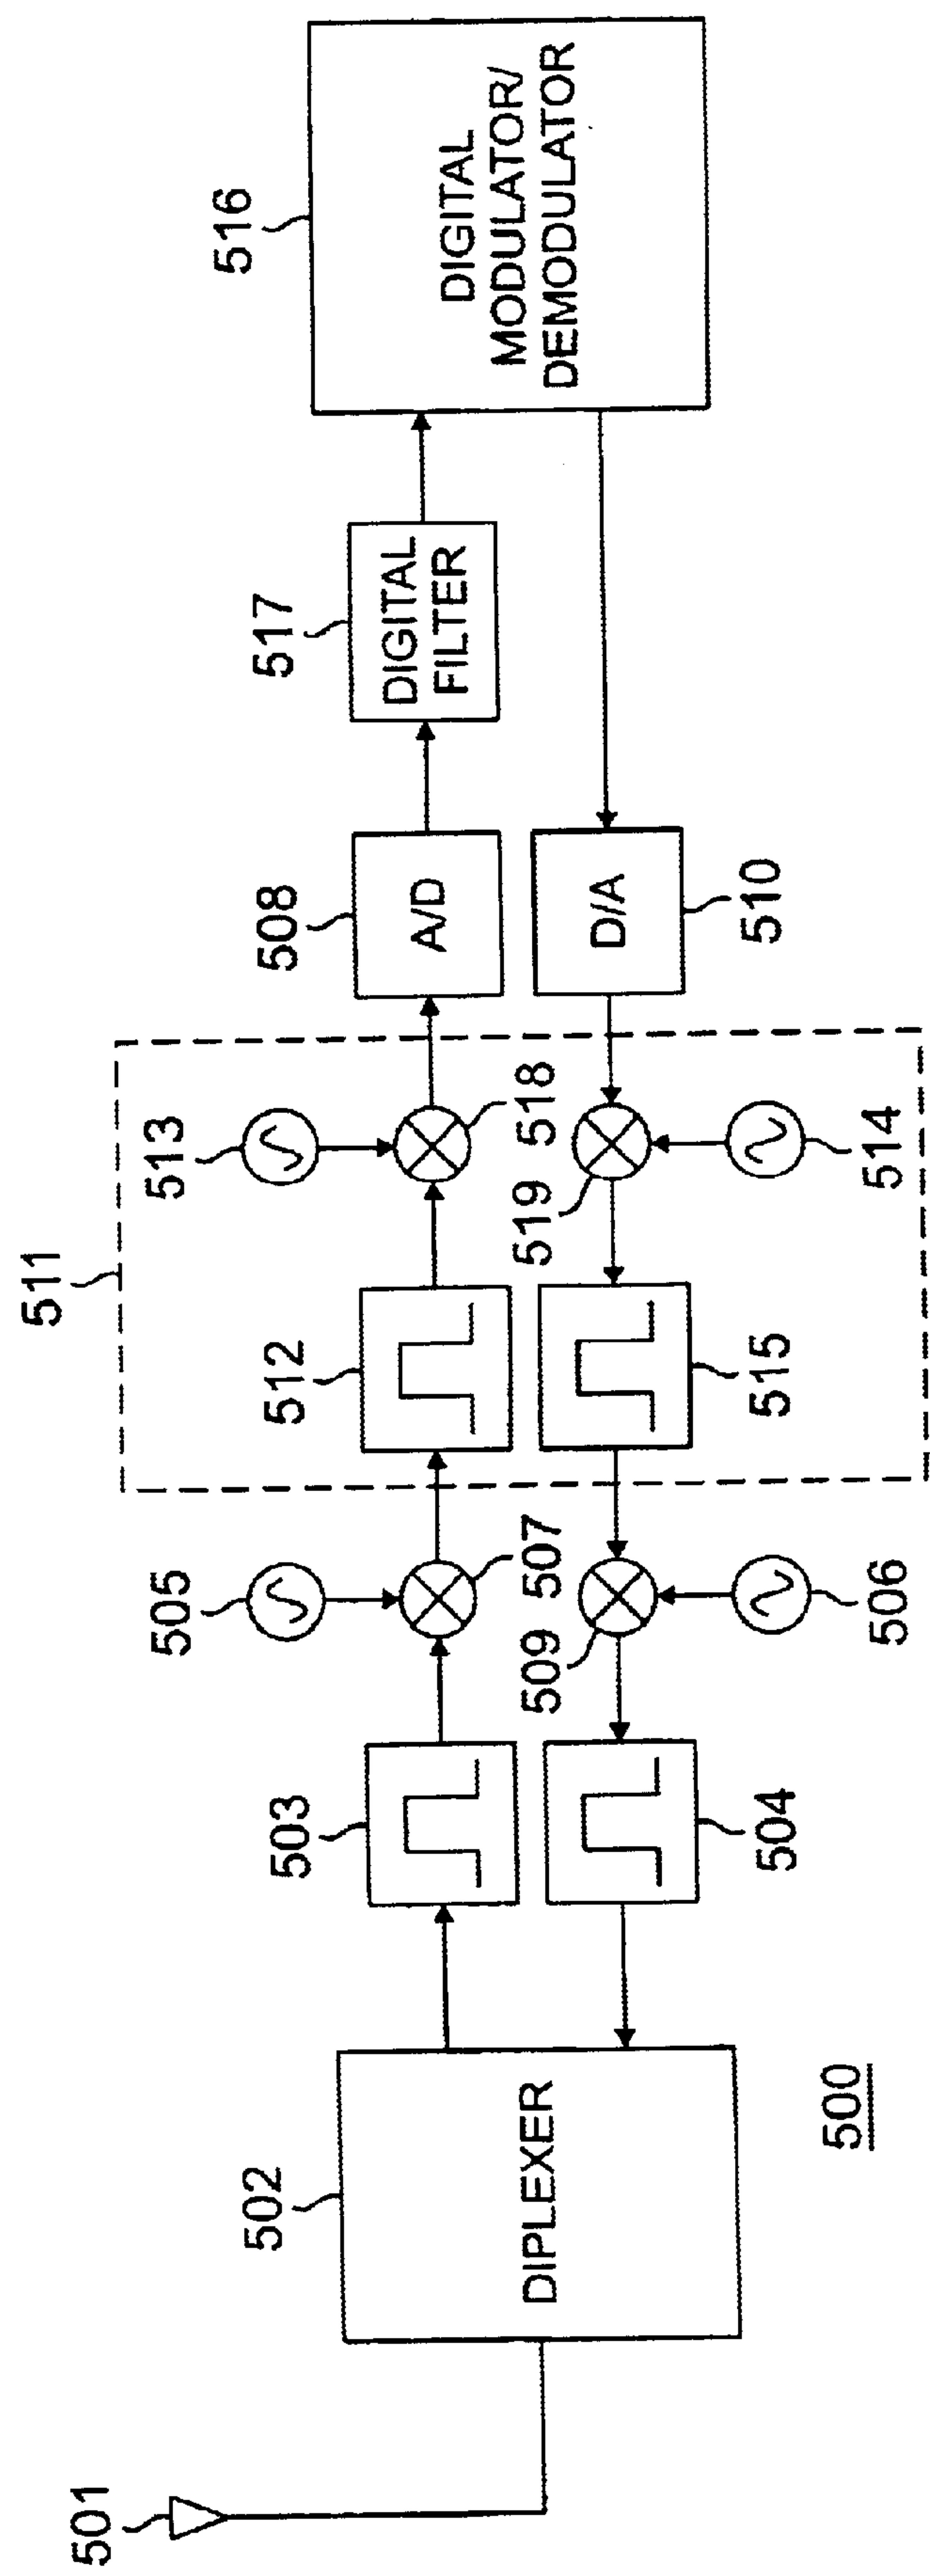 511
513
505
516
517
508
512
503
502
501
DIGITAL
MODULATOR/
DEMODULATOR
DIGITAL
FILTER
A/D
518
507
DIPLEXER
D/A
519
509
510
514
515
506
504
500